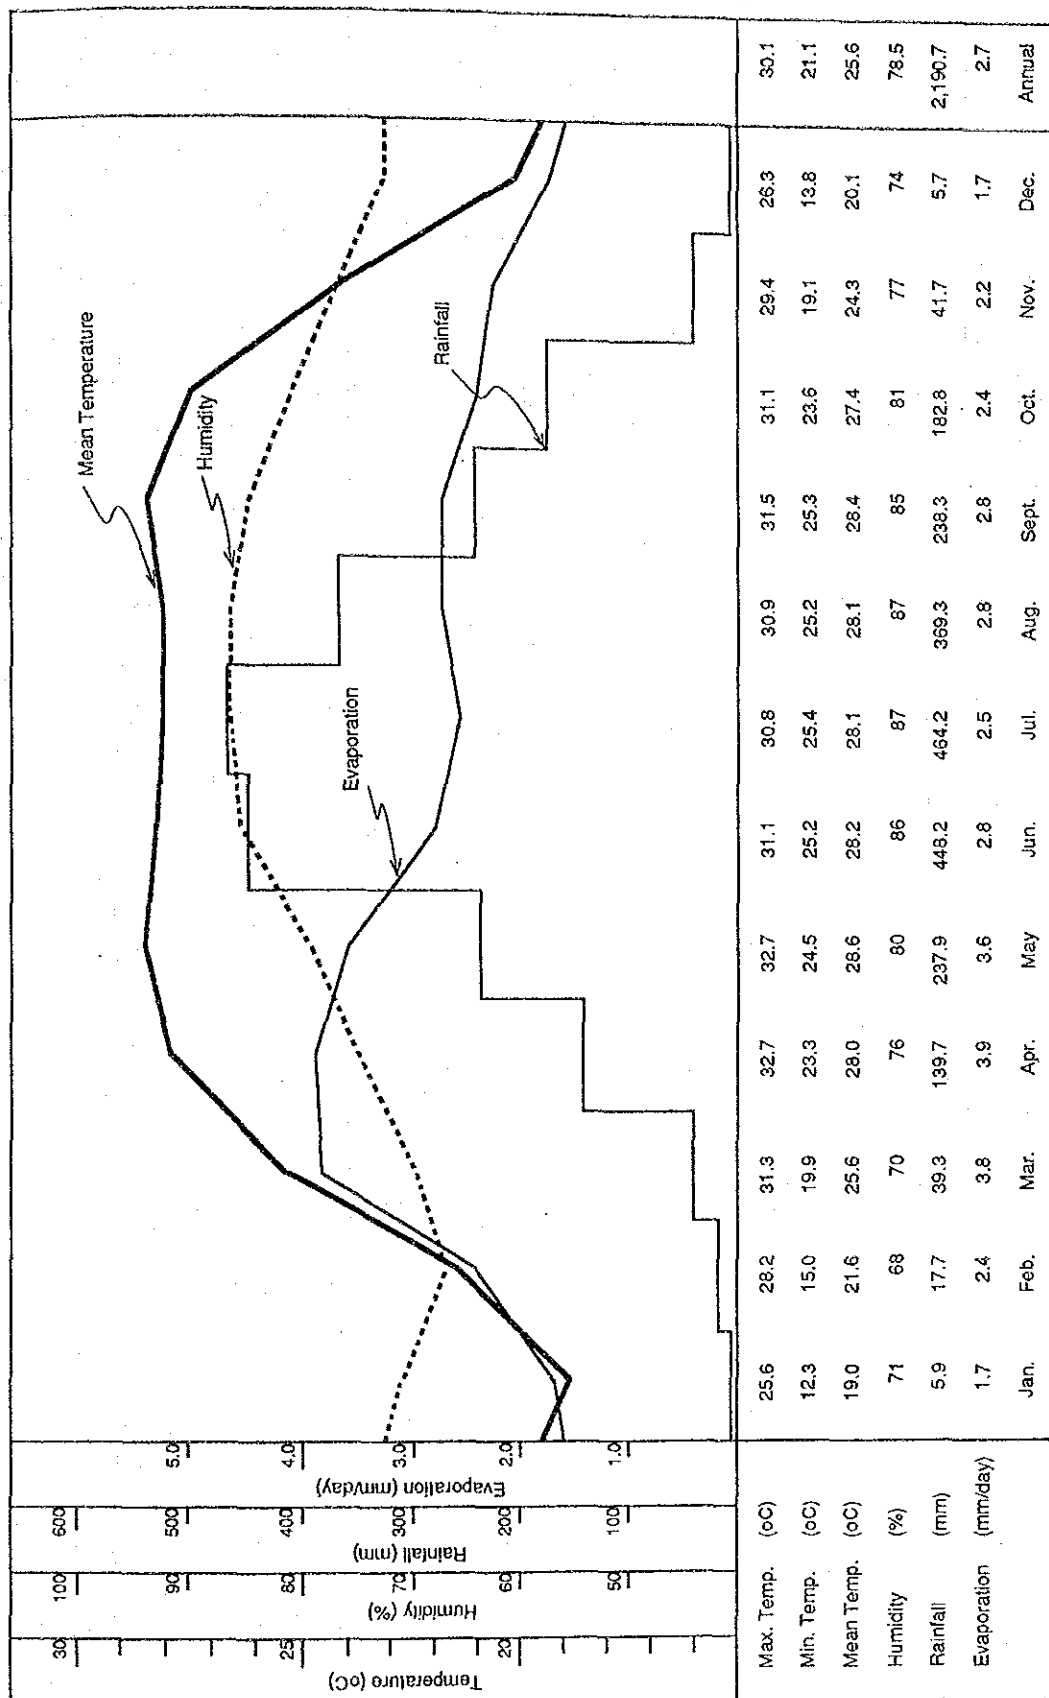 Temperature (oC)
30
25
20
Humidity (%)
100
90
80
70
60
50
Rainfall (mm)
600
500
400
300
200
100
Evaporation (mm/day)
5.0
4.0
3.0
2.0
1.0
Mean Temperature
Humidity
Evaporation
Rainfall
Max. Temp. (oC) 25.6 28.2 31.3 32.7 32.7 31.1 30.8 30.9 31.5 31.1 29.4 26.3 30.1
Min. Temp. (oC) 12.3 15.0 19.9 23.3 24.5 25.2 25.4 25.2 25.3 23.6 19.1 13.8 21.1
Mean Temp. (oC) 19.0 21.6 25.6 28.0 28.6 28.2 28.1 28.1 28.4 27.4 24.3 20.1 25.6
Humidity (%) 71 68 70 76 80 86 87 87 85 81 77 74 78.5
Rainfall (mm) 5.9 17.7 39.3 139.7 237.9 448.2 464.2 369.3 238.3 182.8 41.7 5.7 2,190.7
Evaporation (mm/day) 1.7 2.4 3.8 3.9 3.6 2.8 2.5 2.8 2.8 2.4 2.2 1.7 2.7
Jan. Feb. Mar. Apr. May Jun. Jul. Aug. Sept. Oct. Nov. Dec. Annual